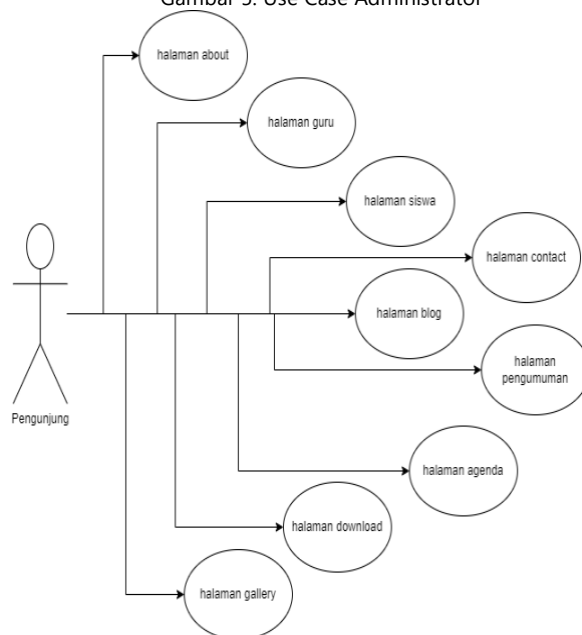 Gambar 5. Use Case Administrator
halaman about
halaman guru
halaman siswa
halaman contact
halaman blog
halaman
pengumuman
Pengunjung
halaman agenda
halaman download
halaman gallery